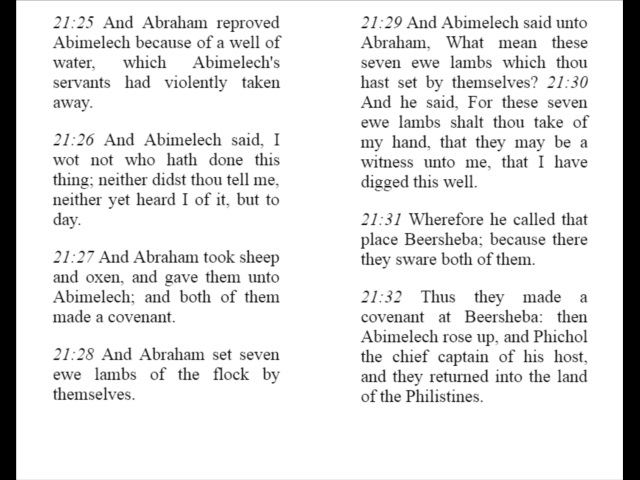 21:25 And Abraham reproved
Abimelech because of a well of
water, which Abimelech's
servants had violently taken
away.
21:26 And Abimelech said, I
wot not who hath done this
thing; neither didst thou tell me,
neither yet heard I of it, but to
day.
21:27 And Abraham took sheep
and oxen, and gave them unto
Abimelech; and both of them
made a covenant.
21:28 And Abraham set seven
ewe lambs of the flock by
themselves.
21:29 And Abimelech said unto
Abraham, What mean these
seven ewe lambs which thou
hast set by themselves? 21:30
And he said, For these seven
ewe lambs shalt thou take of
my hand, that they may be a
witness unto me, that I have
digged this well.
21:31 Wherefore he called that
place Beersheba; because there
they sware both of them.
21:32 Thus they made a
covenant at Beersheba: then
Abimelech rose up, and Phichol
the chief captain of his host,
and they returned into the land
of the Philistines.